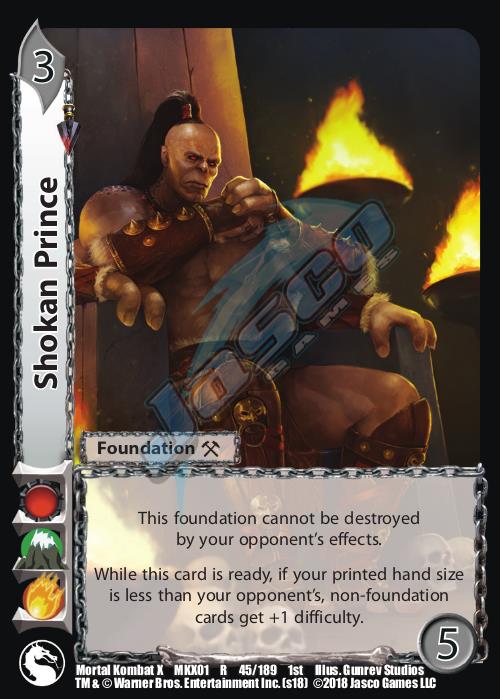 3
Shokan Prince
JASCO
GAMES
Foundation
This foundation cannot be destroyed
by your opponent's effects.
While this card is ready, if your printed hand size
is less than your opponent's, non-foundation
cards get +1 difficulty.
5
Mortal Kombat X MKX01 R 45/189 1st Illus. Gunrev Studios
TM & © Warner Bros. Entertainment Inc. (s18) ©2018 Jasco Games LLC